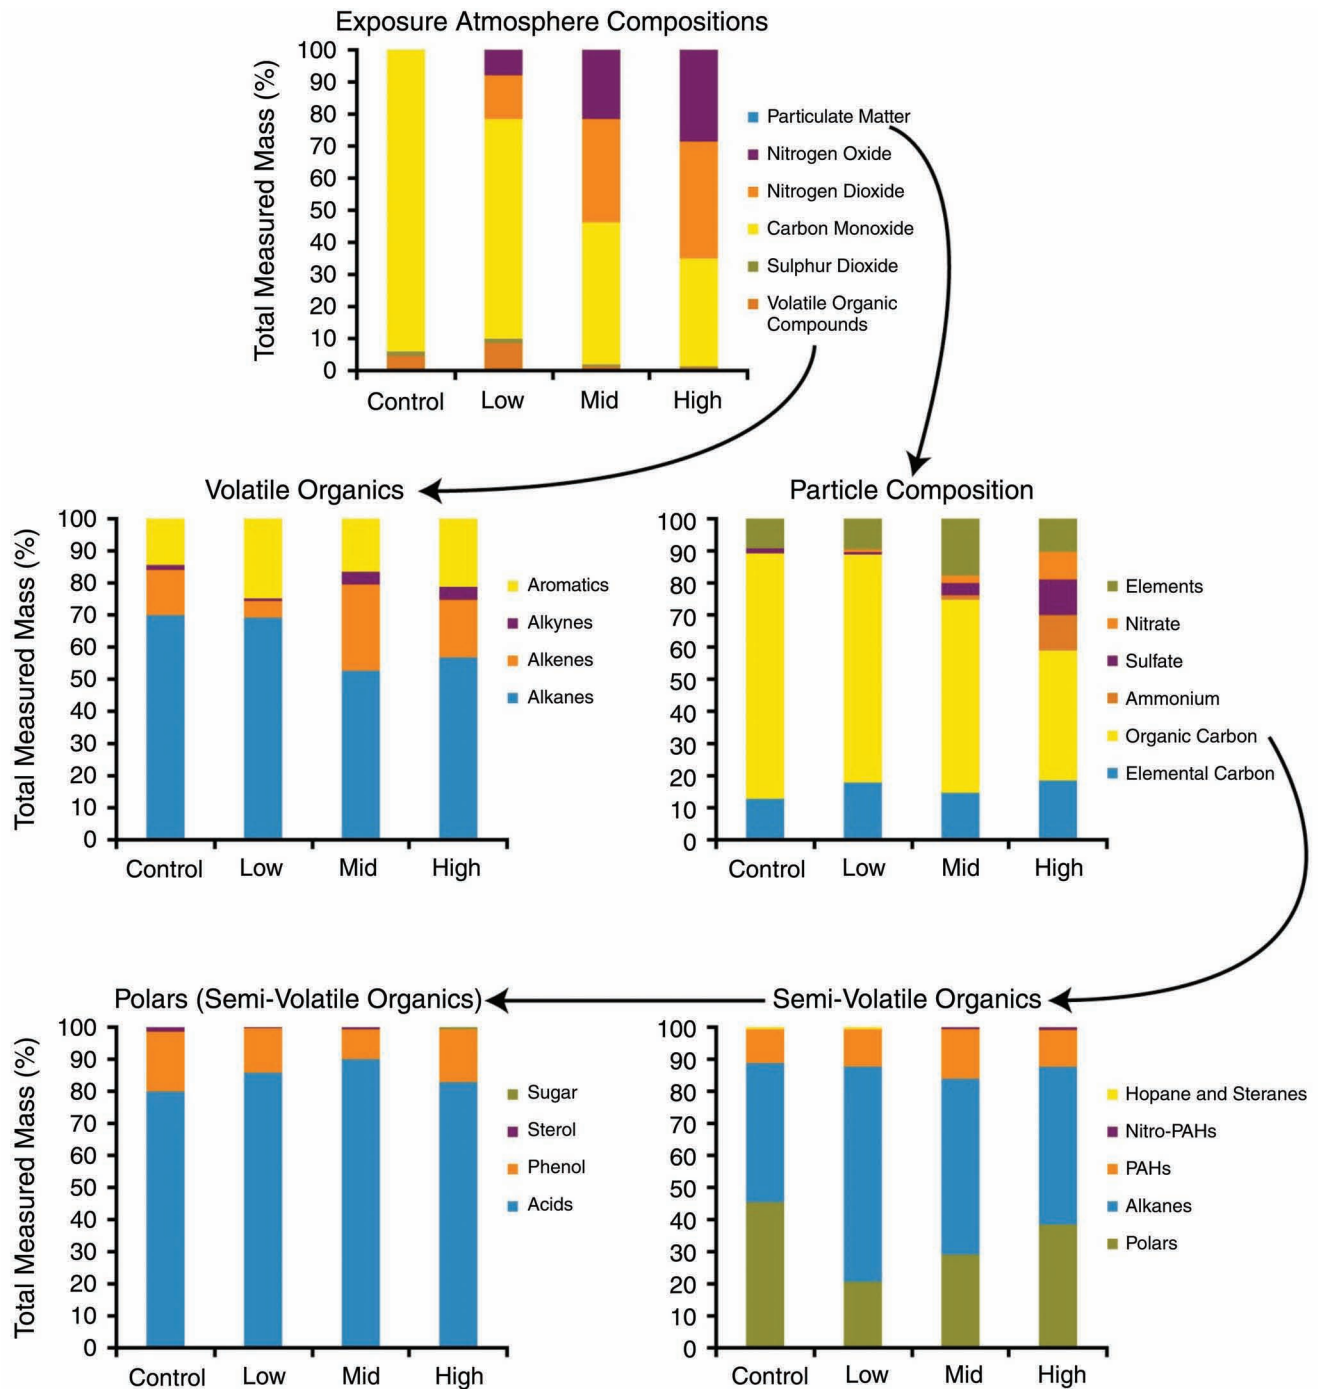 Exposure Atmosphere Compositions
Total Measured Mass (%)
100
90
80
70
60
50
40
30
20
10
0
Control Low Mid High
Particulate Matter
Nitrogen Oxide
Nitrogen Dioxide
Carbon Monoxide
Sulphur Dioxide
Volatile Organic
Compounds
Volatile Organics
Total Measured Mass (%)
100
90
80
70
60
50
40
30
20
10
0
Control Low Mid High
Aromatics
Alkynes
Alkenes
Alkanes
Particle Composition
100
90
80
70
60
50
40
30
20
10
0
Control Low Mid High
Elements
Nitrate
Sulfate
Ammonium
Organic Carbon
Elemental Carbon
Polars (Semi-Volatile Organics)
Total Measured Mass (%)
100
90
80
70
60
50
40
30
20
10
0
Control Low Mid High
Sugar
Sterol
Phenol
Acids
Semi-Volatile Organics
100
90
80
70
60
50
40
30
20
10
0
Control Low Mid High
Hopane and Steranes
Nitro-PAHs
PAHs
Alkanes
Polars